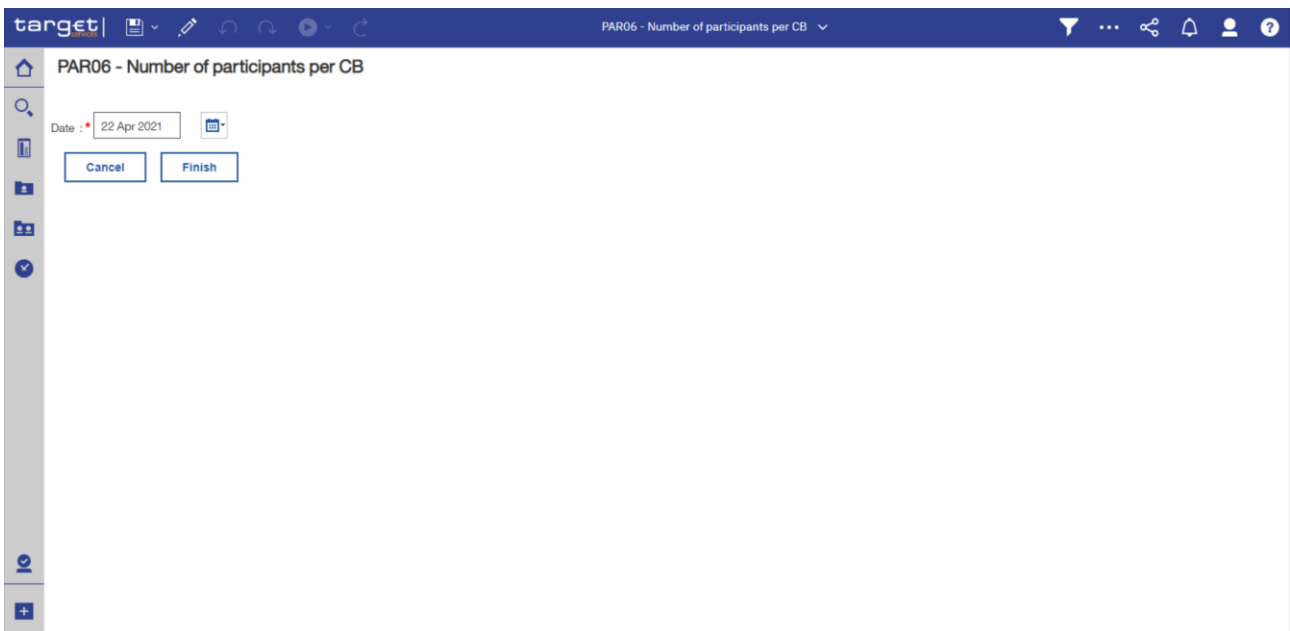 target| services
PAR06 - Number of participants per CB
PAR06 - Number of participants per CB
Date : * 22 Apr 2021
Cancel Finish